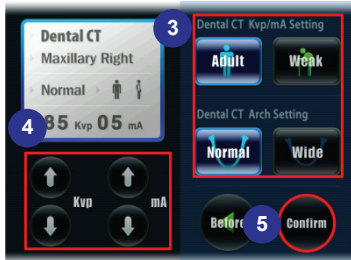 3
Dental CT
Maxillary Right
Normal
4
85 Kvp 05 mA
Kvp
mA
Dental CT Kvp/mA Setting
Adult
Weak
Dental CT Arch Setting
Normal
Wide
Before
5
Confirm